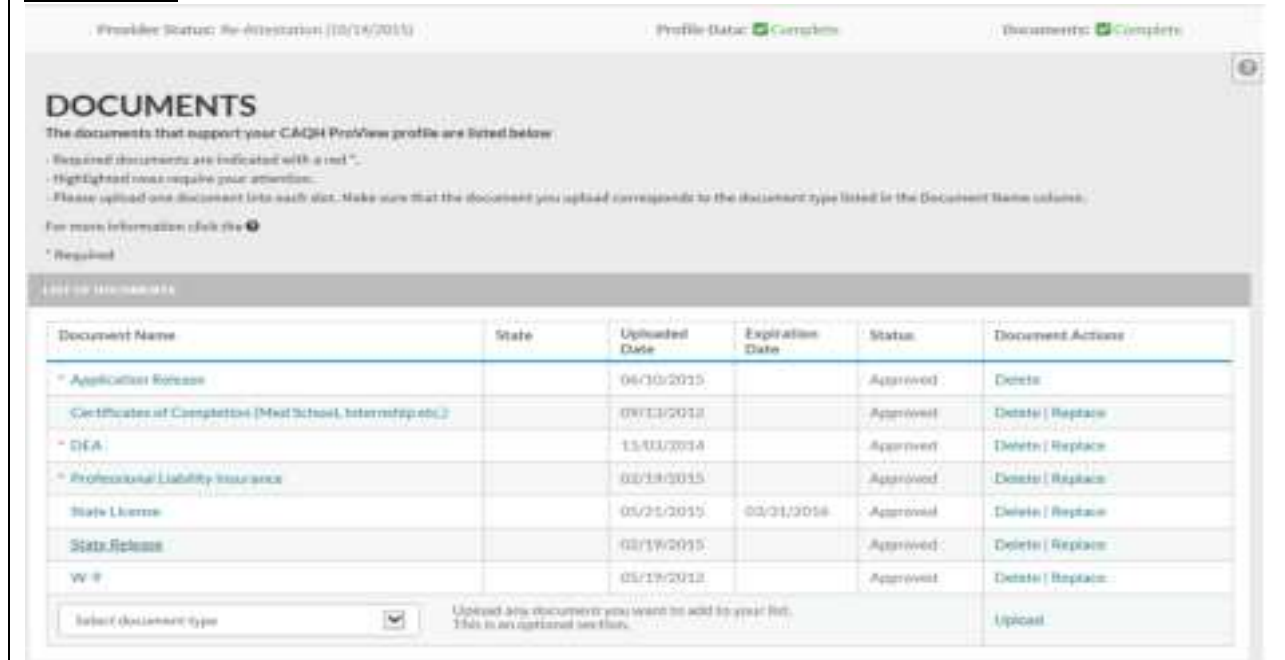 Provider Status: Re-Attestation (10/14/2015) Profile Data: Complete Documents: Complete
DOCUMENTS
The documents that support your CAQH ProView profile are listed below
- Required documents are indicated with a red *.
- Highlighted rows require your attention.
- Please upload one document into each slot. Make sure that the document you upload corresponds to the document type listed in the Document Name column.
For more information click the ?
* Required
LIST OF DOCUMENTS
Document Name State Uploaded Date Expiration Date Status Document Actions
* Application Release 04/10/2015 Approved Delete
Certificates of Completion (Med School, Internship etc.) 09/13/2012 Approved Delete | Replace
* DEA 11/03/2014 Approved Delete | Replace
* Professional Liability Insurance 02/19/2015 Approved Delete | Replace
State License 05/21/2015 Approved Delete | Replace
State Release 02/19/2015 Approved Delete | Replace
W-9 Approved Delete | Replace
Select document type Upload any document you want to add to your list. Upload
This is an optional section.